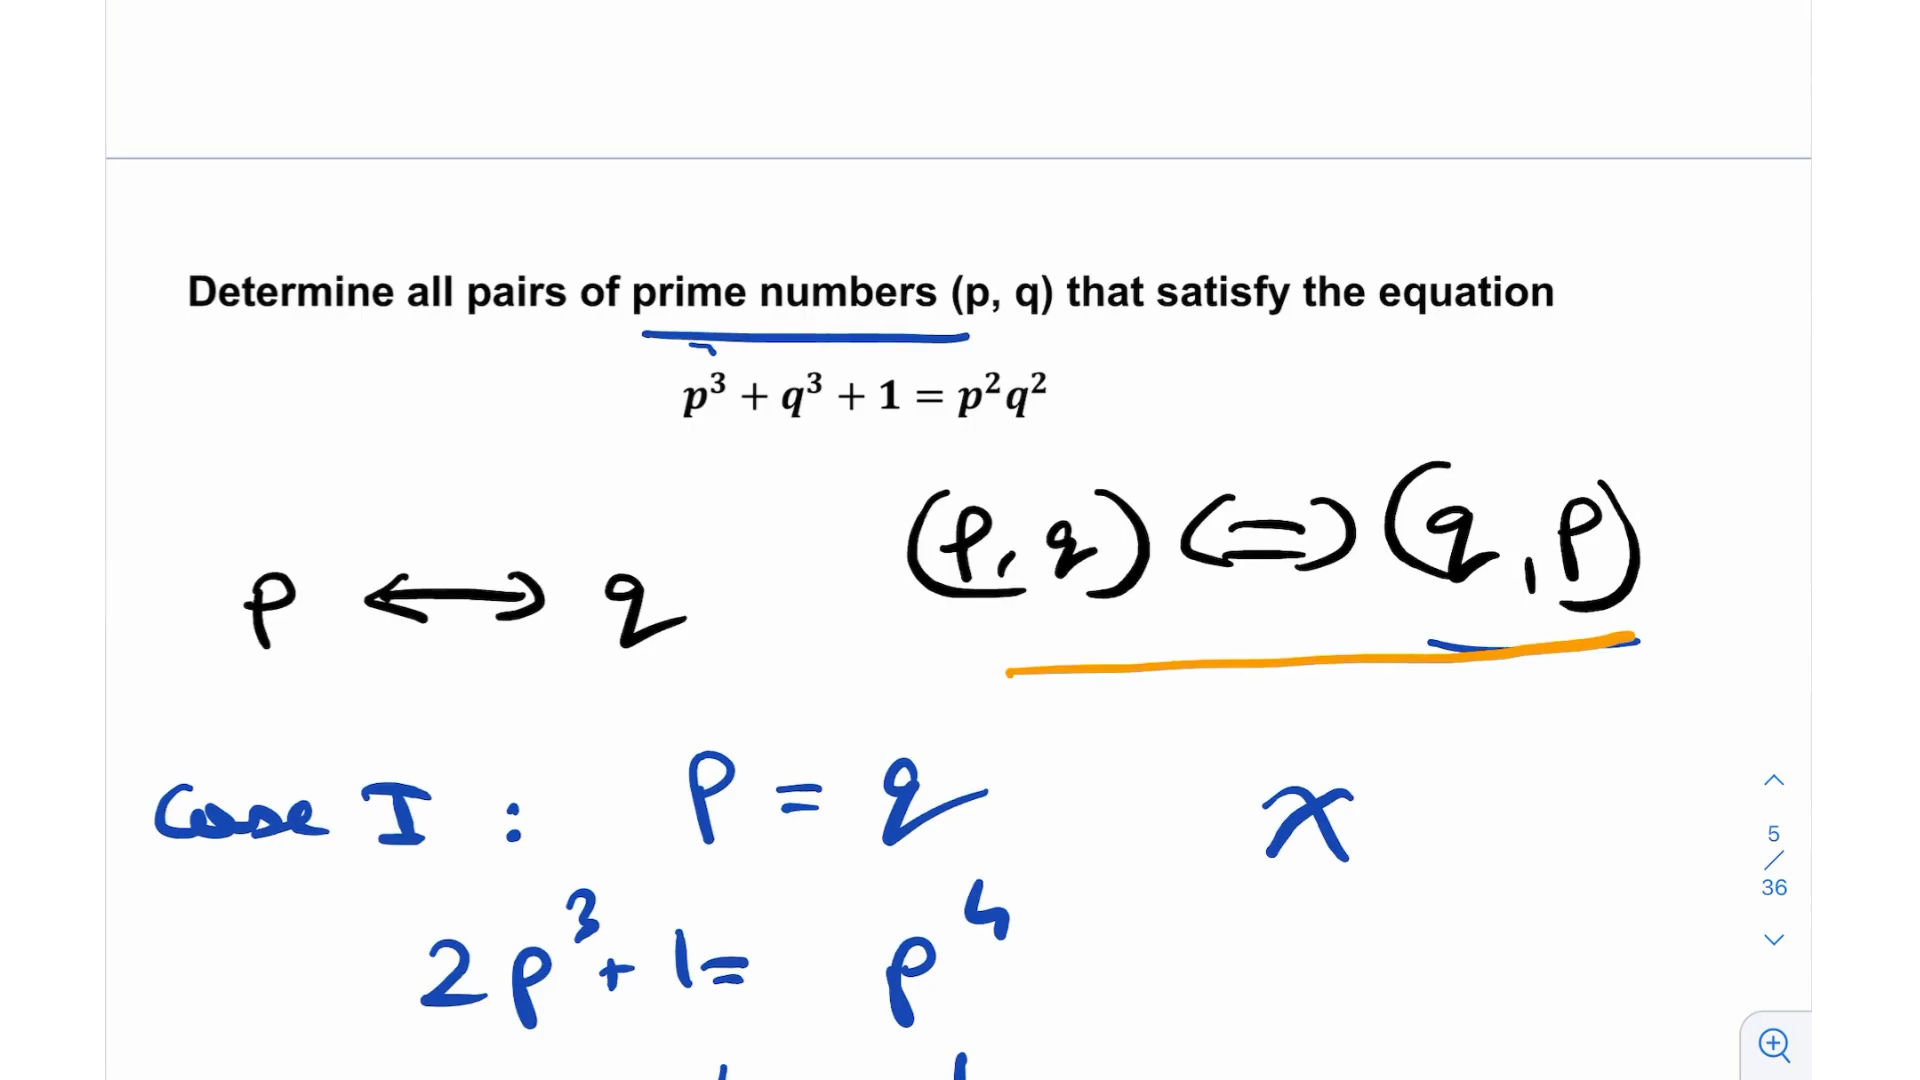 Determine all pairs of prime numbers (p, q) that satisfy the equation
p³ + q³ + 1 = p²q²
(p, q) <=> (q, p)
p ↔ q
Case I : p = q x
2p³ + 1 = p⁴
5
/
36